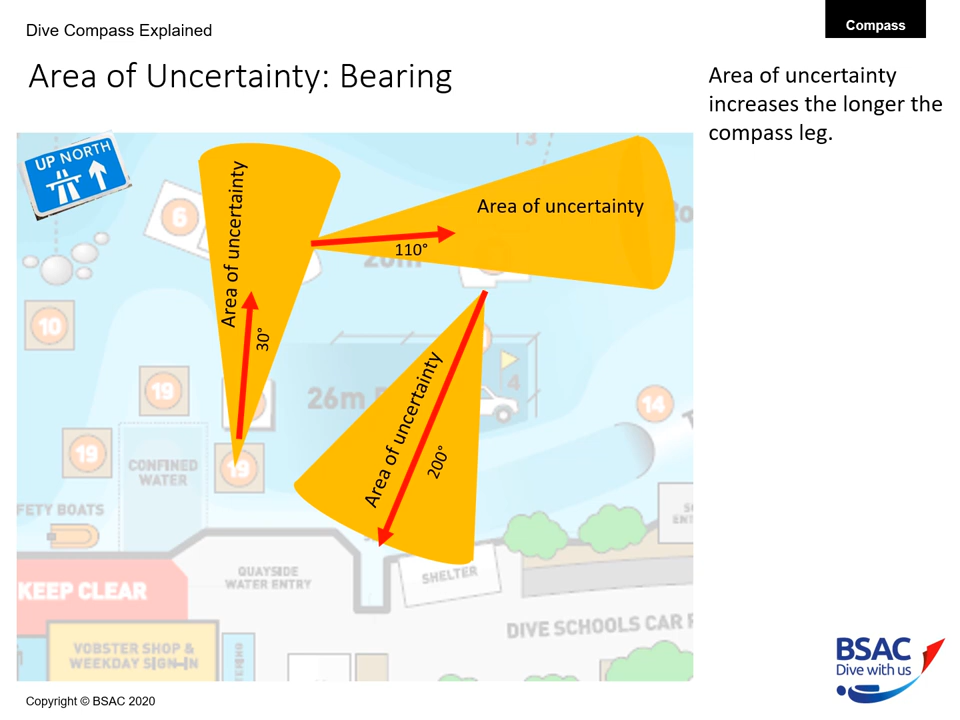 Dive Compass Explained
Compass
Area of Uncertainty: Bearing
Area of uncertainty
increases the longer the
compass leg.
UP NORTH
6
Area of uncertainty
30°
Area of uncertainty
110°
20m
10
26m
4
19
14
19
19
CONFINED
WATER
Area of uncertainty
200°
FETY BOATS
KEEP CLEAR
QUAYSIDE
WATER ENTRY
SHELTER
ENT
DIVE SCHOOLS CAR
VOBSTER SHOP &
WEEKDAY SIGN-IN
BSAC
Dive with us
Copyright © BSAC 2020